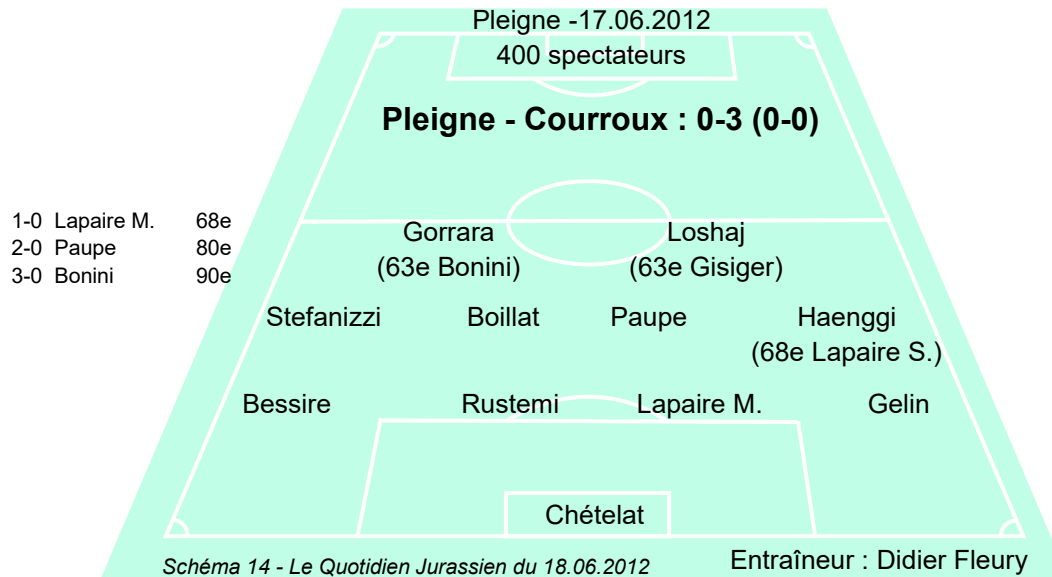 Pleigne -17.06.2012
400 spectateurs
Pleigne - Courroux : 0-3 (0-0)
1-0 Lapaire M. 68e
2-0 Paupe 80e
3-0 Bonini 90e
Gorrara Loshaj
(63e Bonini) (63e Gisiger)
Stefanizzi Boillat Paupe Haenggi
(68e Lapaire S.)
Bessire Rustemi Lapaire M. Gelin
Chételat
Schéma 14 - Le Quotidien Jurassien du 18.06.2012
Entraîneur : Didier Fleury